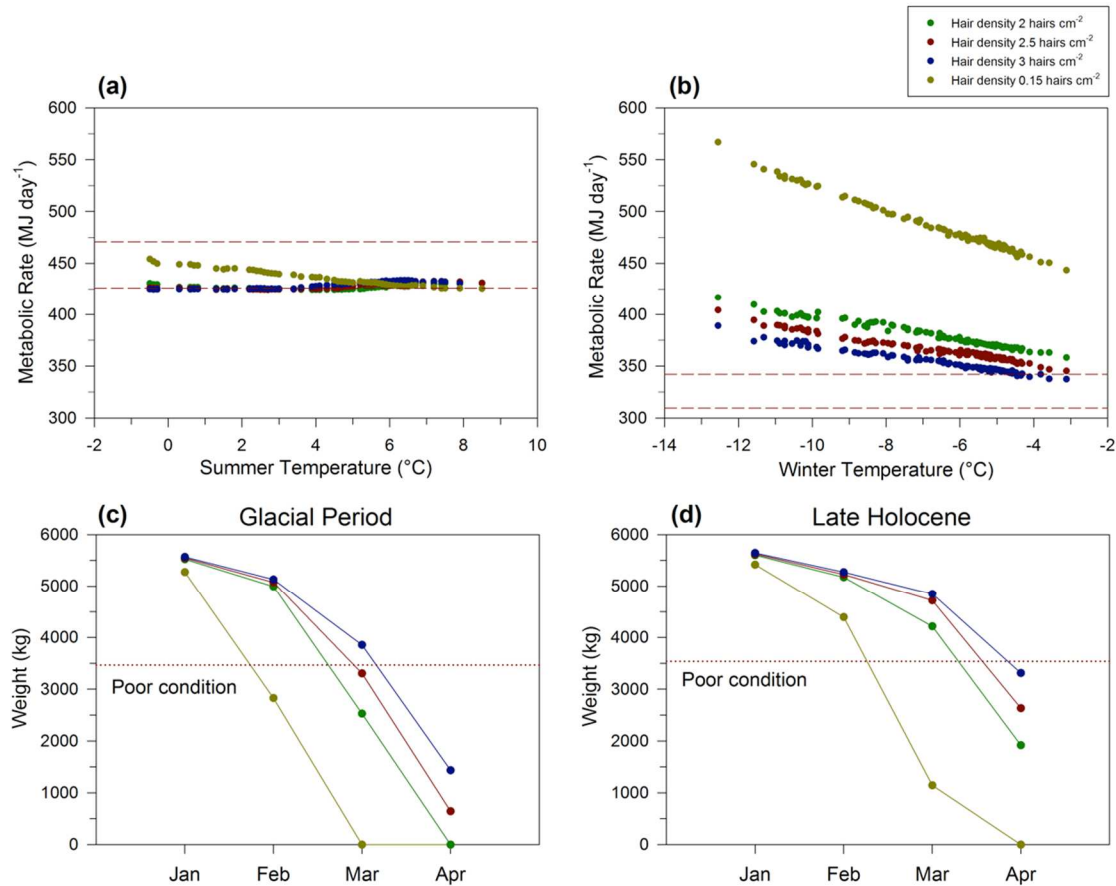 Hair density 2 hairs cm-2
Hair density 2.5 hairs cm-2
Hair density 3 hairs cm-2
Hair density 0.15 hairs cm-2
(a)
Metabolic Rate (MJ day-1)
600
550
500
450
400
350
300
-2 0 2 4 6 8 10
Summer Temperature (°C)
(b)
Metabolic Rate (MJ day-1)
600
550
500
450
400
350
300
-14 -12 -10 -8 -6 -4 -2
Winter Temperature (°C)
(c) Glacial Period
Weight (kg)
6000
5000
4000
3000
2000
1000
0
Poor condition
Jan Feb Mar Apr
(d) Late Holocene
Weight (kg)
6000
5000
4000
3000
2000
1000
0
Poor condition
Jan Feb Mar Apr